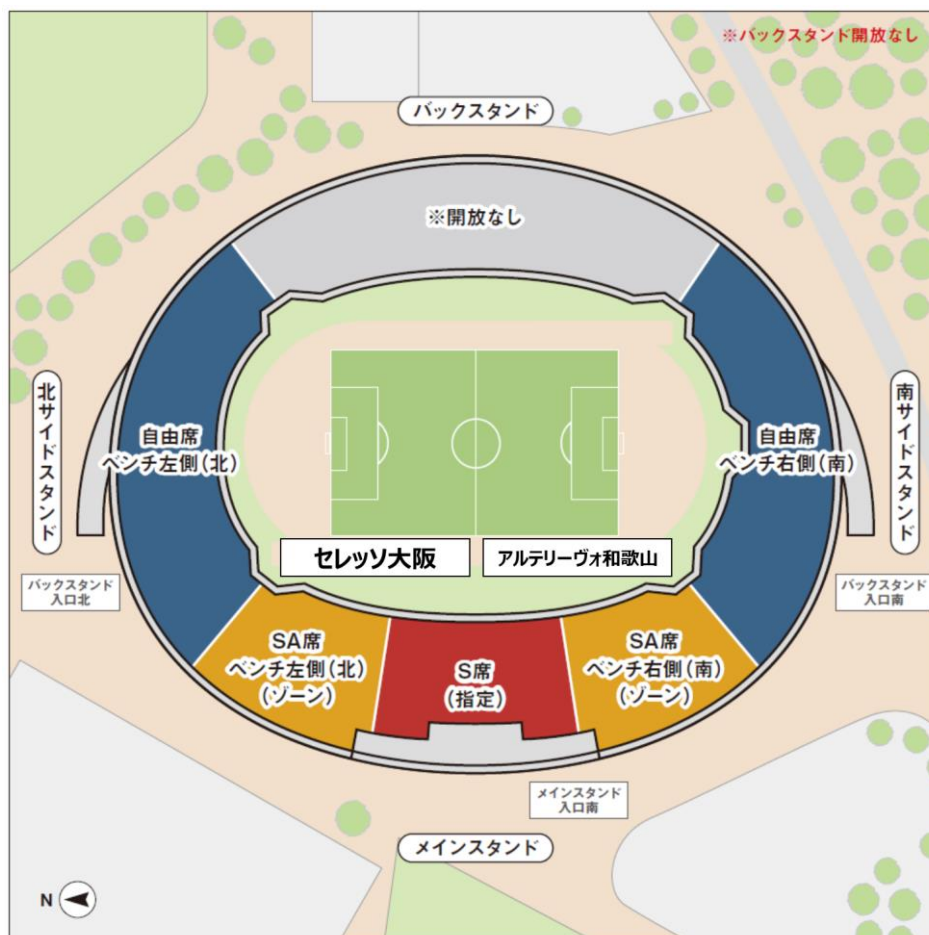 ※バックスタンド開放なし
バックスタンド
※開放なし
北サイドスタンド
南サイドスタンド
自由席
ベンチ左側(北)
自由席
ベンチ右側(南)
セレッソ大阪
アルテリーヴォ和歌山
バックスタンド
入口北
バックスタンド
入口南
SA席
ベンチ左側(北)
(ゾーン)
S席
(指定)
SA席
ベンチ右側(南)
(ゾーン)
メインスタンド
入口南
メインスタンド
N